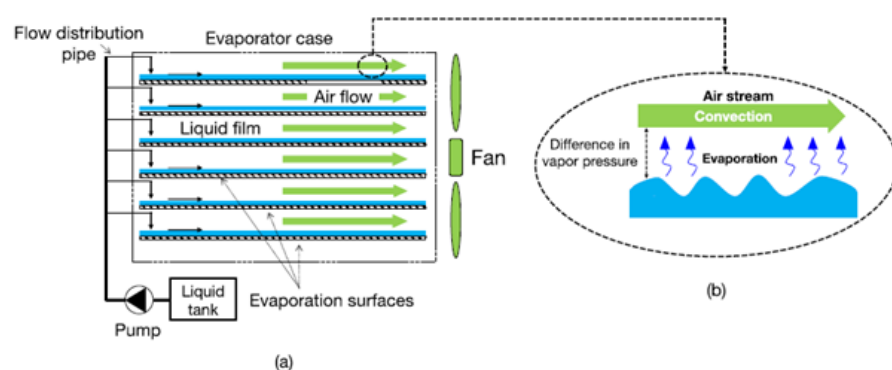 Flow distribution
pipe
Evaporator case
Air flow
Liquid film
Fan
Evaporation surfaces
Liquid
tank
Pump
(a)
Air stream
Convection
Difference in
vapor pressure
Evaporation
(b)